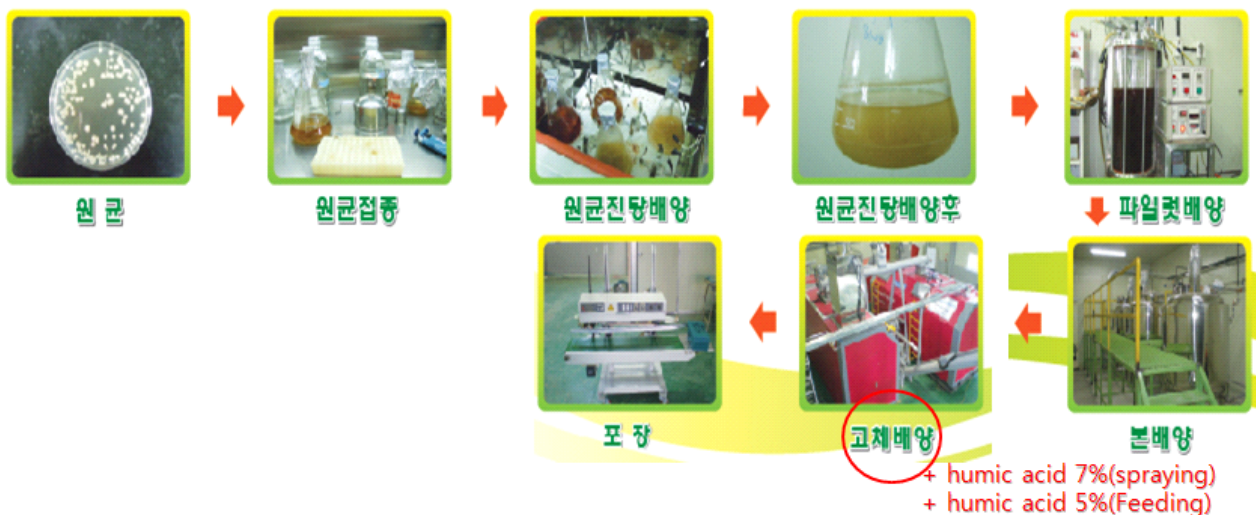 원 균
원균접종
원균진탕배양
원균진탕배양후
파일럿배양
본배양
고체배양
포 장
+ humic acid 7%(spraying)
+ humic acid 5%(Feeding)